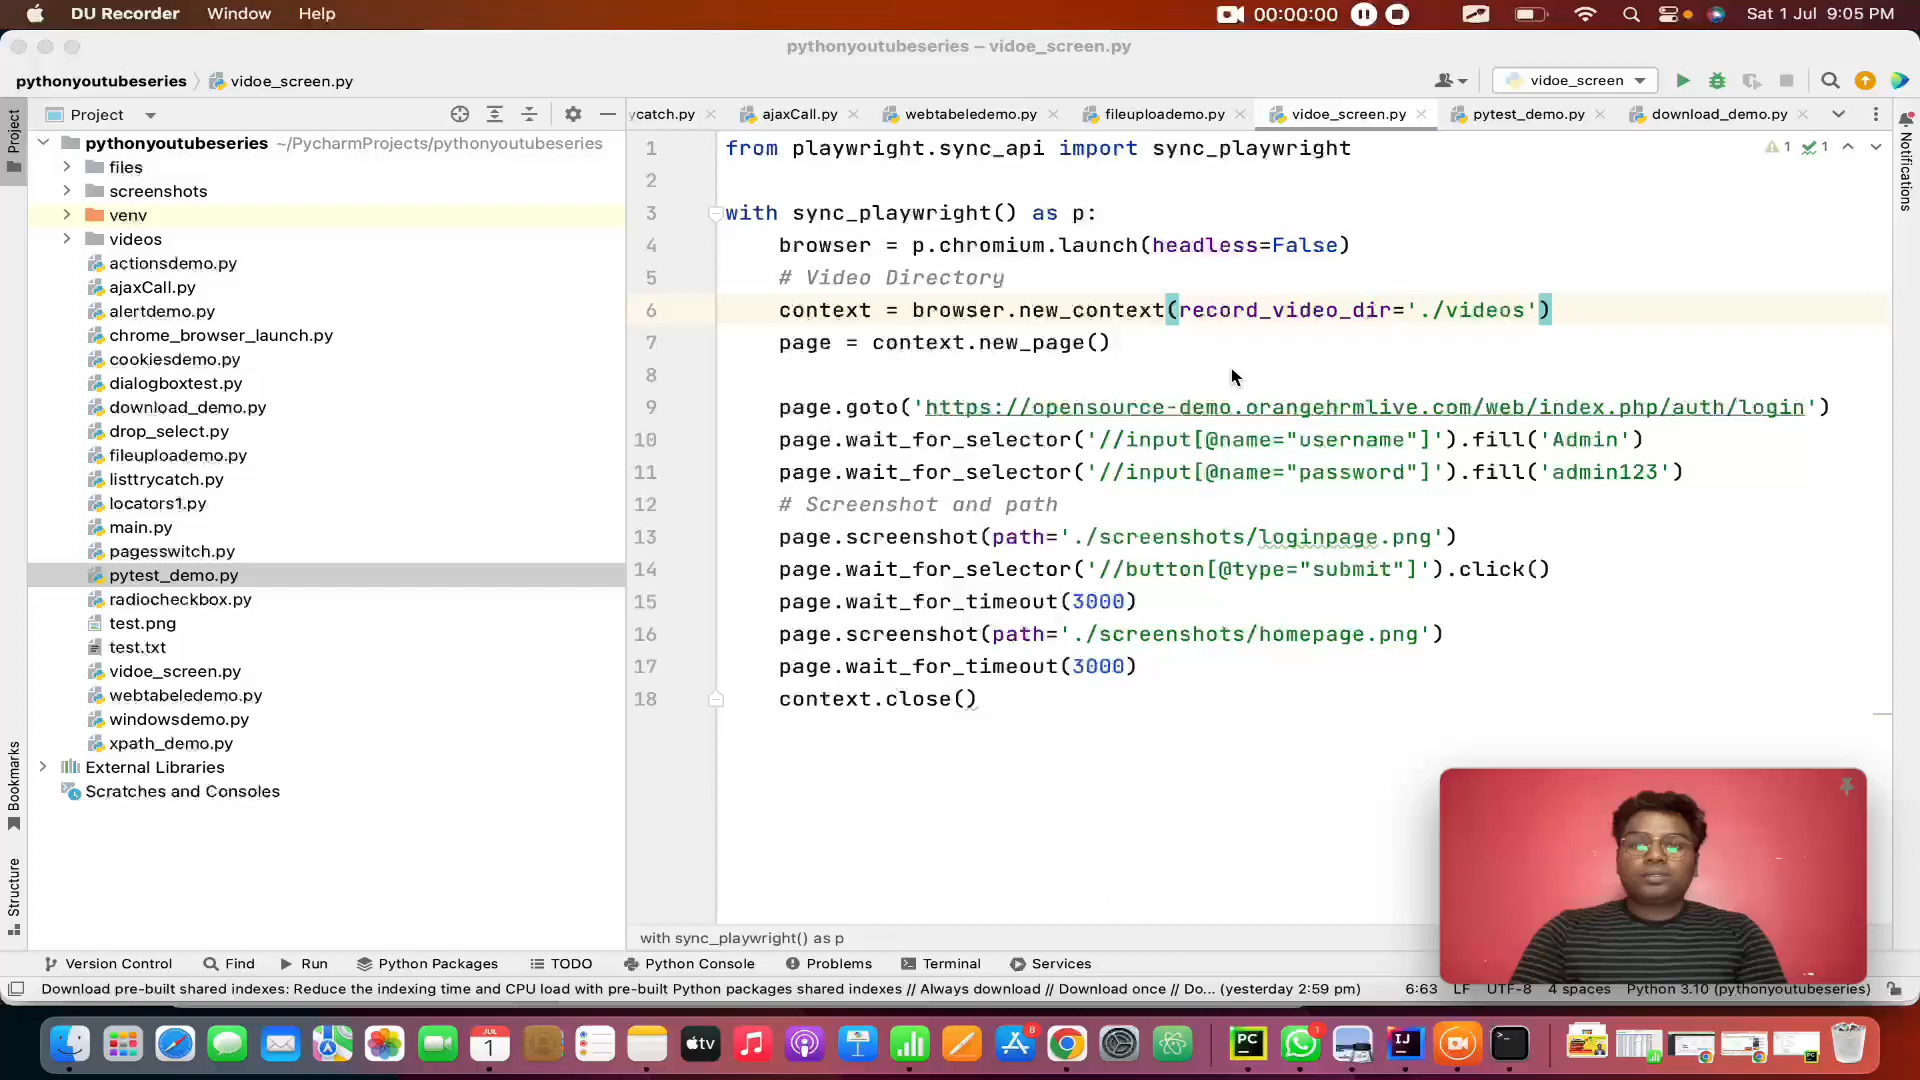 DU Recorder Window Help 00:00:00 Sat 1 Jul 9:05 PM
pythonyoutubeseries – vidoe_screen.py
pythonyoutubeseries vidoe_screen.py vidoe_screen
Project
ycatch.py ajaxCall.py webtabeledemo.py fileuploademo.py vidoe_screen.py pytest_demo.py download_demo.py
Project
Bookmarks
Structure
Notifications
pythonyoutubeseries ~/PycharmProjects/pythonyoutubeseries
files
screenshots
venv
videos
actionsdemo.py
ajaxCall.py
alertdemo.py
chrome_browser_launch.py
cookiesdemo.py
dialogboxtest.py
download_demo.py
drop_select.py
fileuploademo.py
listtrycatch.py
locators1.py
main.py
pagesswitch.py
pytest_demo.py
radiocheckbox.py
test.png
test.txt
vidoe_screen.py
webtabeledemo.py
windowsdemo.py
xpath_demo.py
External Libraries
Scratches and Consoles
1 1
1 from playwright.sync_api import sync_playwright
2
3 with sync_playwright() as p:
4 browser = p.chromium.launch(headless=False)
5 # Video Directory
6 context = browser.new_context(record_video_dir='./videos')
7 page = context.new_page()
8
9 page.goto('https://opensource-demo.orangehrmlive.com/web/index.php/auth/login')
10 page.wait_for_selector('//input[@name="username"]').fill('Admin')
11 page.wait_for_selector('//input[@name="password"]').fill('admin123')
12 # Screenshot and path
13 page.screenshot(path='./screenshots/loginpage.png')
14 page.wait_for_selector('//button[@type="submit"]').click()
15 page.wait_for_timeout(3000)
16 page.screenshot(path='./screenshots/homepage.png')
17 page.wait_for_timeout(3000)
18 context.close()
with sync_playwright() as p
Version Control Find Run Python Packages TODO Python Console Problems Terminal Services
Download pre-built shared indexes: Reduce the indexing time and CPU load with pre-built Python packages shared indexes // Always download // Download once // Do... (yesterday 2:59 pm) 6:63 LF UTF-8 4 spaces Python 3.10 (pythonyoutubeseries)
JUL
1
tv
8
PC
1
IJ